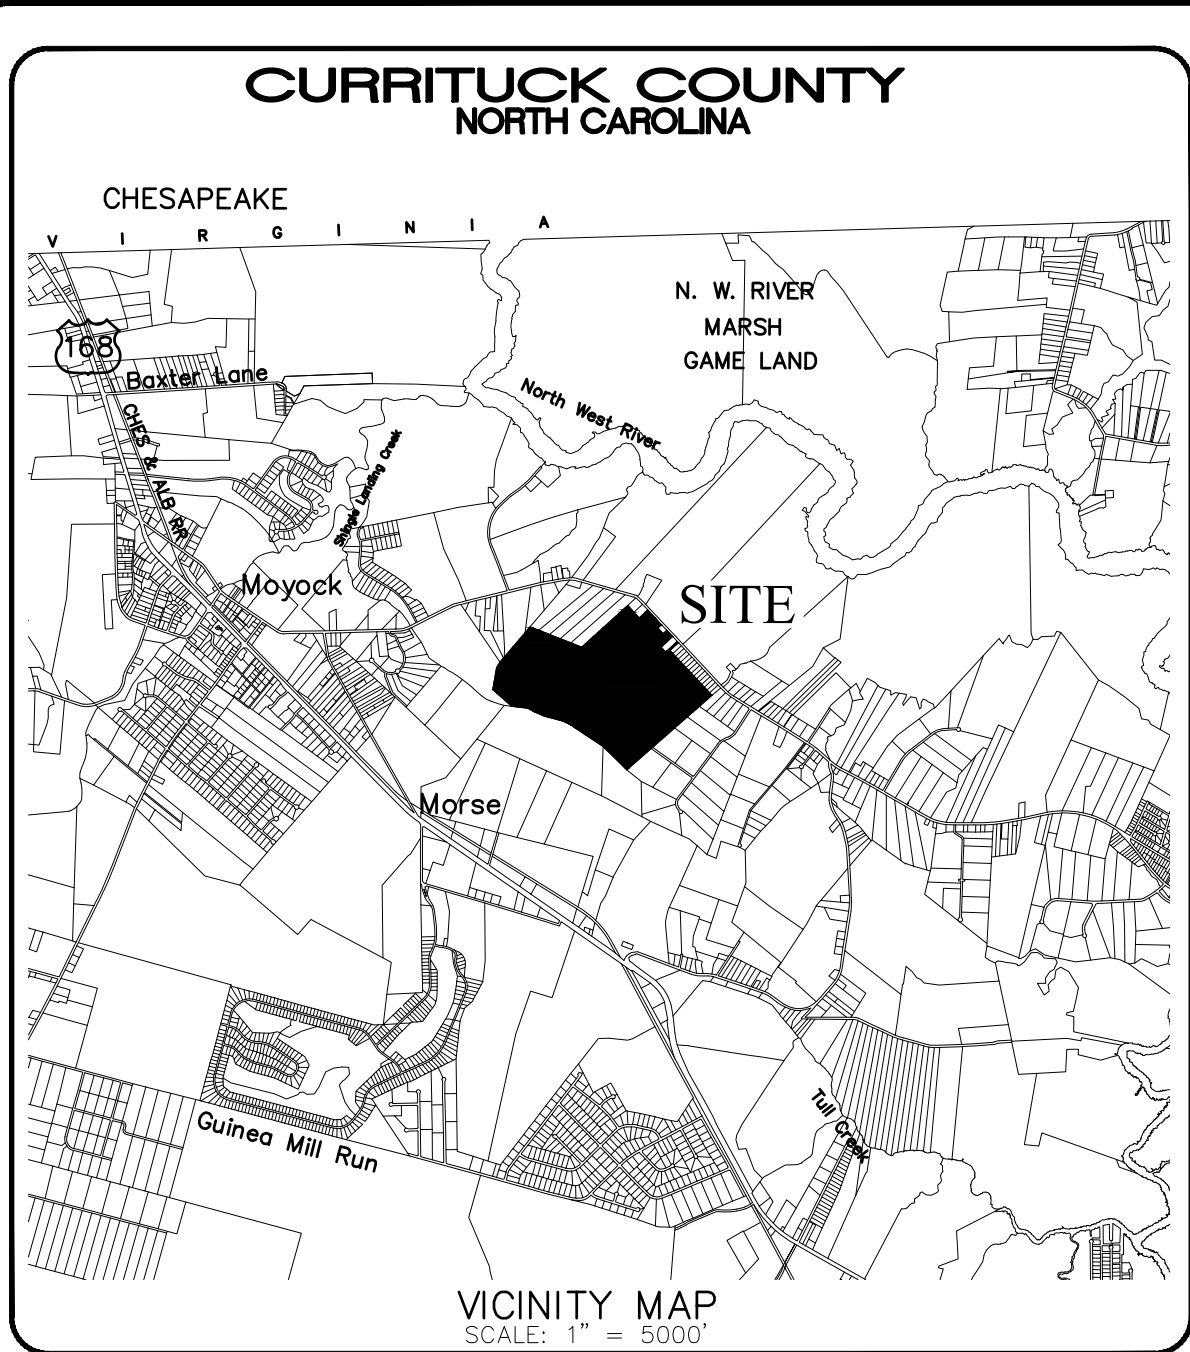 CURRITUCK COUNTY
NORTH CAROLINA
CHESAPEAKE
V I R G I N I A
N. W. RIVER
MARSH
GAME LAND
168
Baxter Lane
North West River
CHES & ALB RR
Shingle Landing Creek
Moyock
SITE
Morse
Tull Creek
Guinea Mill Run
VICINITY MAP
SCALE: 1" = 5000'